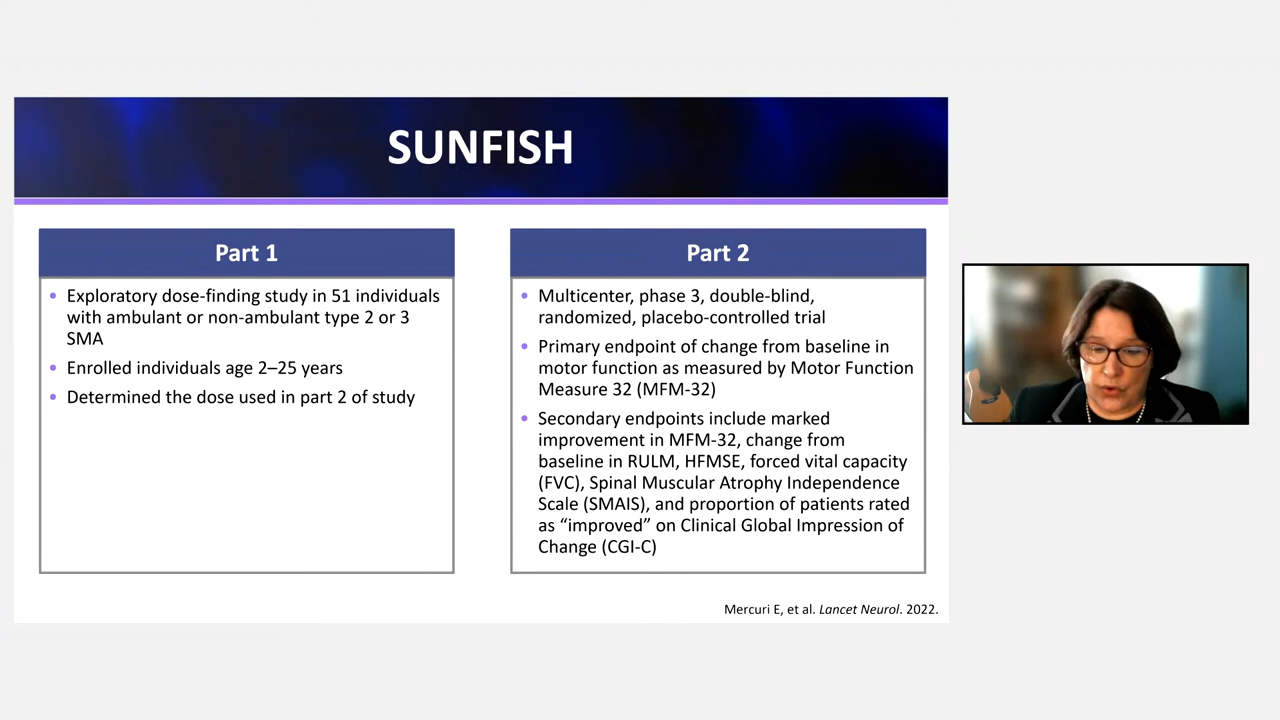 SUNFISH
Part 1
• Exploratory dose-finding study in 51 individuals
with ambulant or non-ambulant type 2 or 3
SMA
• Enrolled individuals age 2–25 years
• Determined the dose used in part 2 of study
Part 2
• Multicenter, phase 3, double-blind,
randomized, placebo-controlled trial
• Primary endpoint of change from baseline in
motor function as measured by Motor Function
Measure 32 (MFM-32)
• Secondary endpoints include marked
improvement in MFM-32, change from
baseline in RULM, HFMSE, forced vital capacity
(FVC), Spinal Muscular Atrophy Independence
Scale (SMAIS), and proportion of patients rated
as “improved” on Clinical Global Impression of
Change (CGI-C)
Mercuri E, et al. Lancet Neurol. 2022.